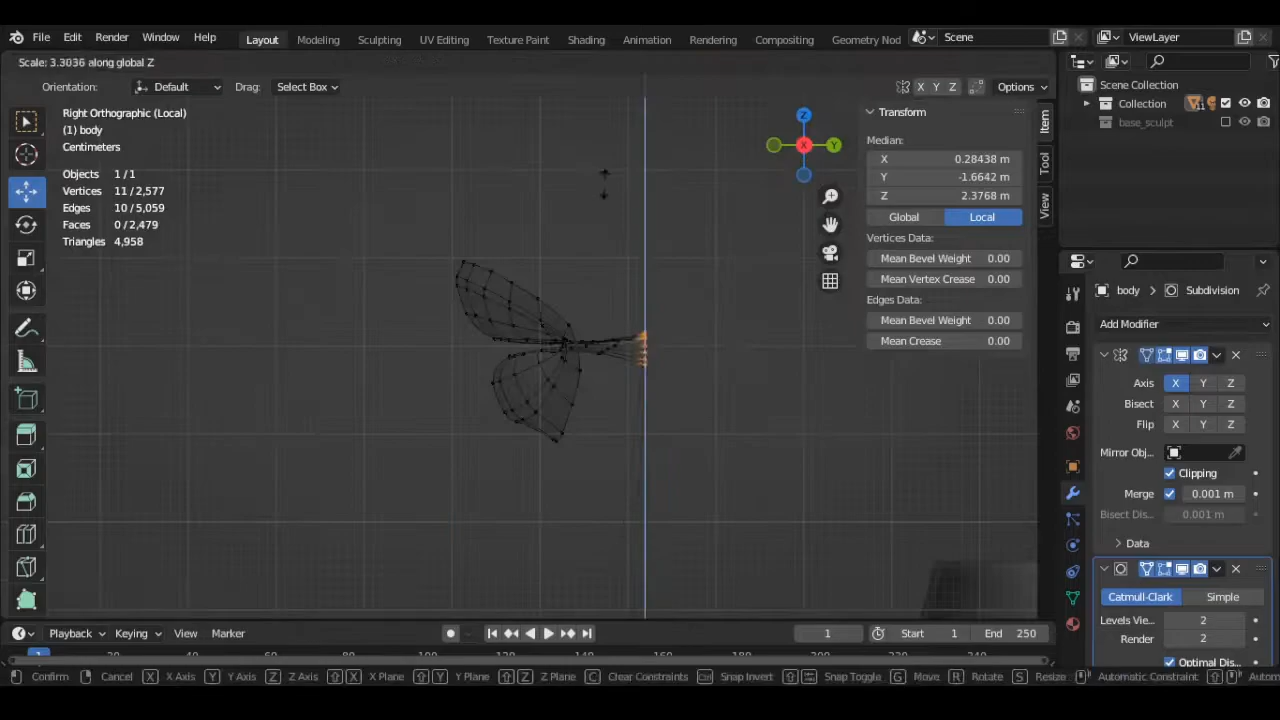 File Edit Render Window Help Layout Modeling Sculpting UV Editing Texture Paint Shading Animation Rendering Compositing Geometry Nod Scene ViewLayer
Scale: 3.3036 along global Z
Orientation: Default Drag: Select Box X Y Z Options
Right Orthographic (Local)
(1) body
Centimeters
Objects 1/1
Vertices 11/2,577
Edges 10/5,059
Faces 0/2,479
Triangles 4,958
Z
Y
X
Transform
Median:
X 0.28438 m
Y -1.6642 m
Z 2.3768 m
Global Local
Vertices Data:
Mean Bevel Weight 0.00
Mean Vertex Crease 0.00
Edges Data:
Mean Bevel Weight 0.00
Mean Crease 0.00
Item
Tool
View
Scene Collection
Collection
base_sculpt
body > Subdivision
Add Modifier
Axis X Y Z
Bisect X Y Z
Flip X Y Z
Mirror Obj...
Clipping
Merge 0.001 m
Bisect Dis... 0.001 m
Data
Catmull-Clark Simple
Levels Vie... 2
Render 2
Optimal Dis...
Playback Keying View Marker 1 Start 1 End 250
Confirm Cancel X X Axis Y Y Axis Z Z Axis X X Plane Y Y Plane Z Z Plane C Clear Constraints Ctrl Snap Invert Snap Toggle G Move R Rotate S Resize Automatic Constraint Autom